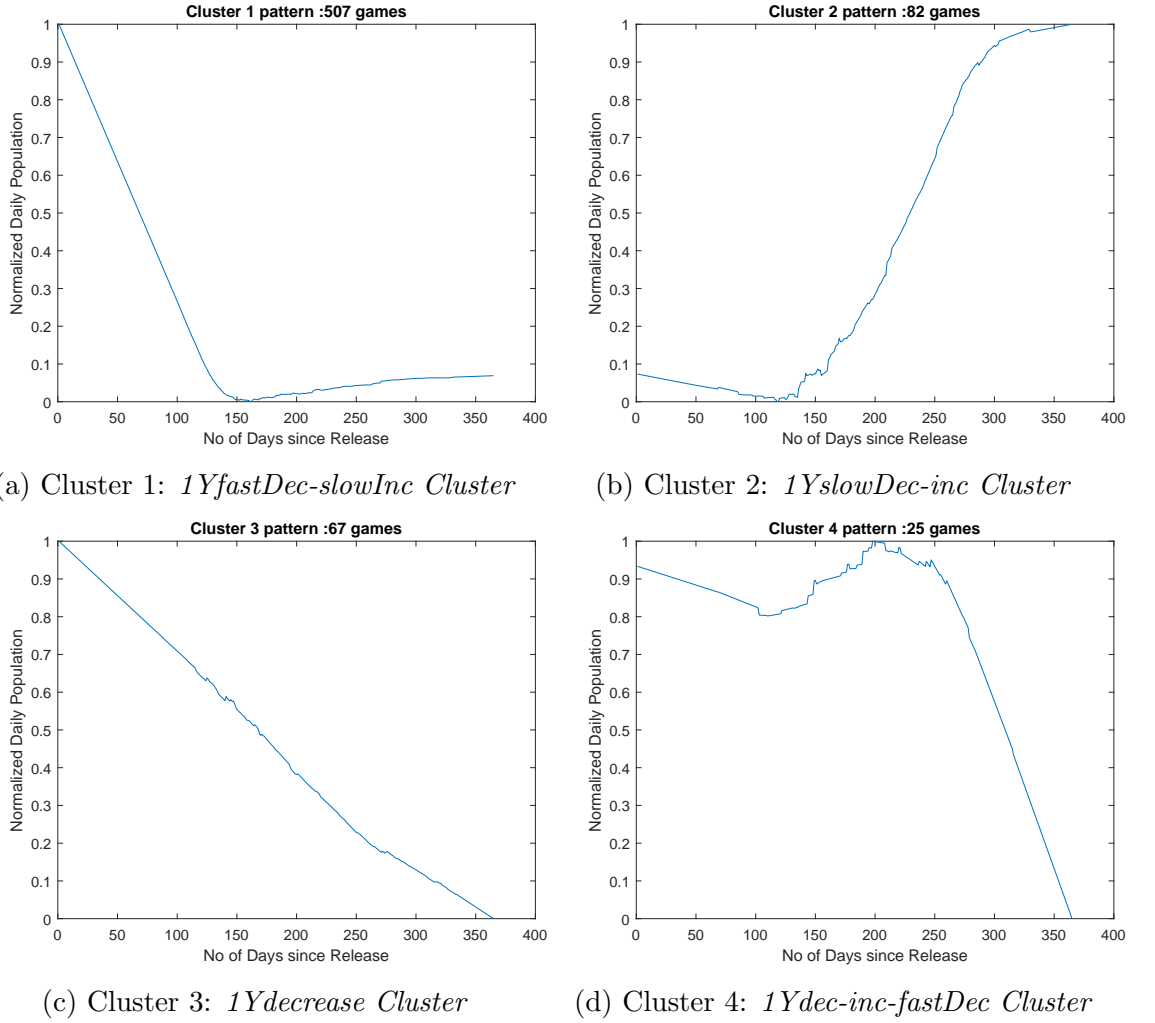 Cluster 1 pattern :507 games
1
0.9
0.8
0.7
0.6
0.5
0.4
0.3
0.2
0.1
0
Normalized Daily Population
0 50 100 150 200 250 300 350 400
No of Days since Release
(a) Cluster 1: 1YfastDec-slowInc Cluster
Cluster 2 pattern :82 games
1
0.9
0.8
0.7
0.6
0.5
0.4
0.3
0.2
0.1
0
Normalized Daily Population
0 50 100 150 200 250 300 350 400
No of Days since Release
(b) Cluster 2: 1YslowDec-inc Cluster
Cluster 3 pattern :67 games
1
0.9
0.8
0.7
0.6
0.5
0.4
0.3
0.2
0.1
0
Normalized Daily Population
0 50 100 150 200 250 300 350 400
No of Days since Release
(c) Cluster 3: 1Ydecrease Cluster
Cluster 4 pattern :25 games
1
0.9
0.8
0.7
0.6
0.5
0.4
0.3
0.2
0.1
0
Normalized Daily Population
0 50 100 150 200 250 300 350 400
No of Days since Release
(d) Cluster 4: 1Ydec-inc-fastDec Cluster